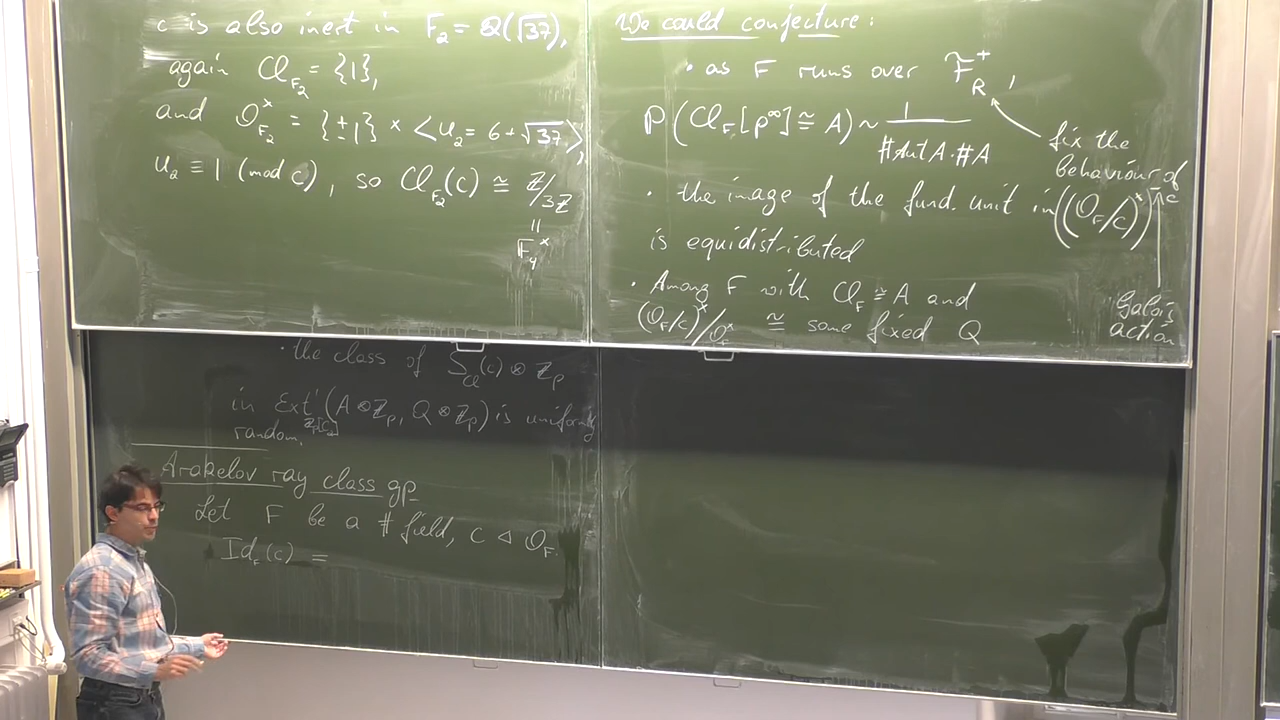 c is also inert in F₂ = Q(√37),
again Cl_{F₂} = {1},
and O_{F₂}^× = {±1} × <u₂ = 6+√37>,
u₂ ≡ 1 (mod c), so Cl_{F₂}(c) ≅ Z/3Z
=
F₄^×
We could conjecture:
• as F runs over F̃_R^+,
P(Cl_F[p^∞] ≅ A) ~ 1/(#Aut A · #A)
fix the
behaviour of c
• the image of the fund. unit in ((O_F/c)^×)^-
is equidistributed
Galois
action
• Among F with Cl_F ≅ A and
(O_F/c)^×/O_F^× ≅ some fixed Q
• the class of S_{Cl}(c) ⊗ Z_p
in Ext¹_{Z_p[C₂]}(A⊗Z_p, Q⊗Z_p) is uniformly
random.
Arakelov ray class gp
Let F be a # field, c ◁ O_F
Id_F(c) =